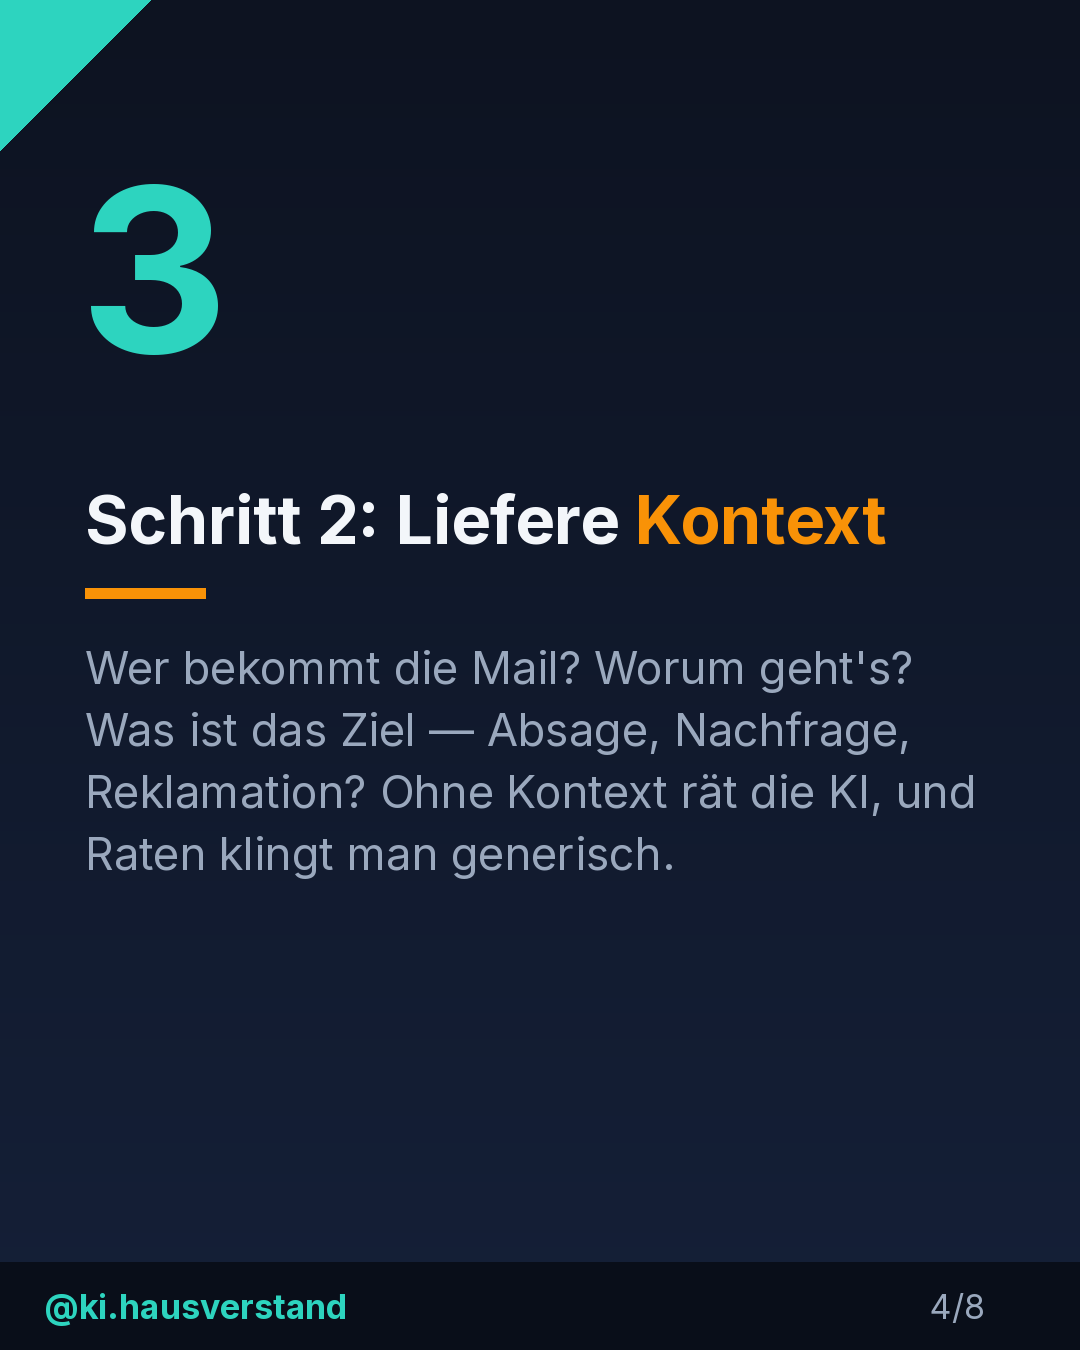 3
Schritt 2: Liefere Kontext
Wer bekommt die Mail? Worum geht's?
Was ist das Ziel — Absage, Nachfrage,
Reklamation? Ohne Kontext rät die KI, und
Raten klingt man generisch.
@ki.hausverstand
4/8